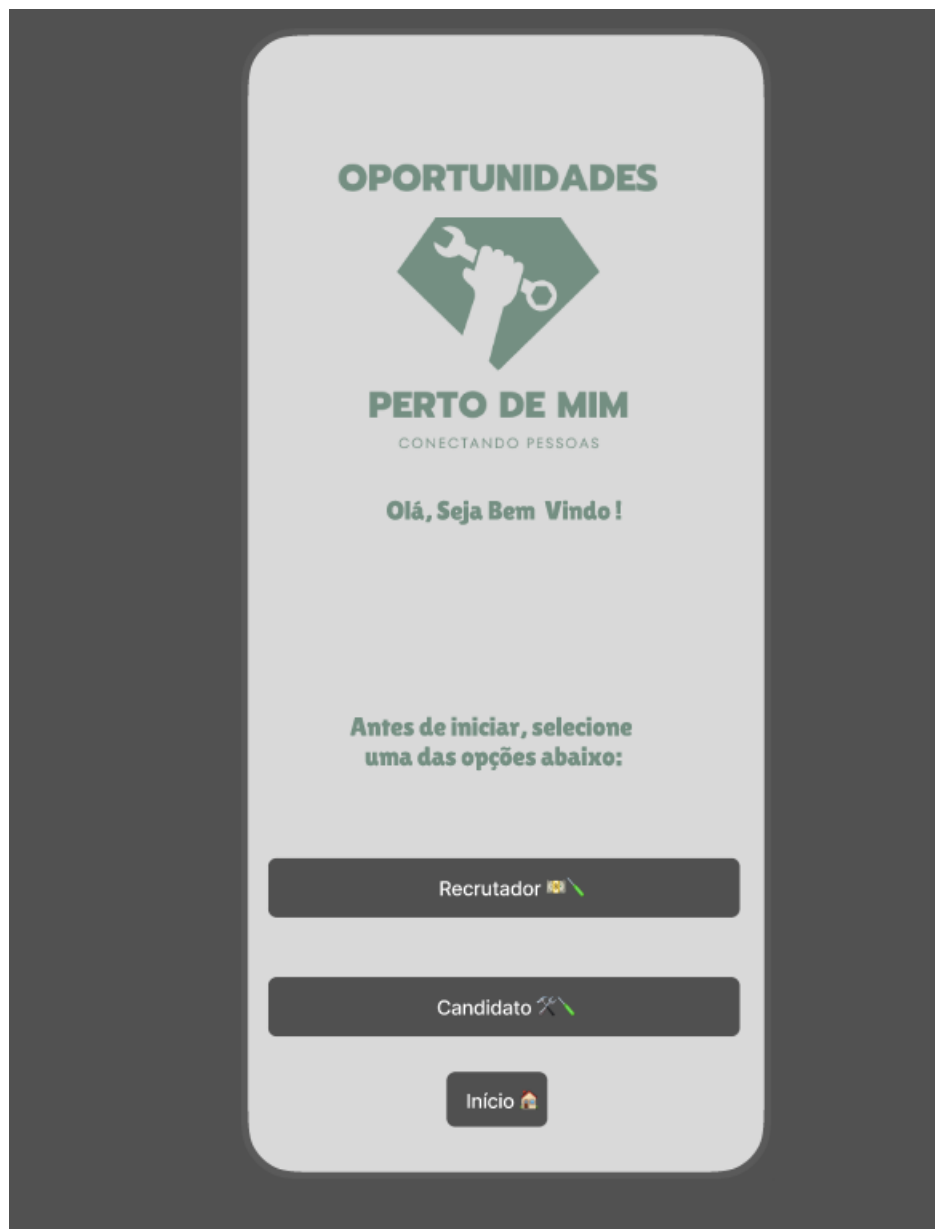 OPORTUNIDADES
PERTO DE MIM
CONECTANDO PESSOAS
Olá, Seja Bem  Vindo !
Antes de iniciar, selecione
uma das opções abaixo:
Recrutador
Candidato
Início